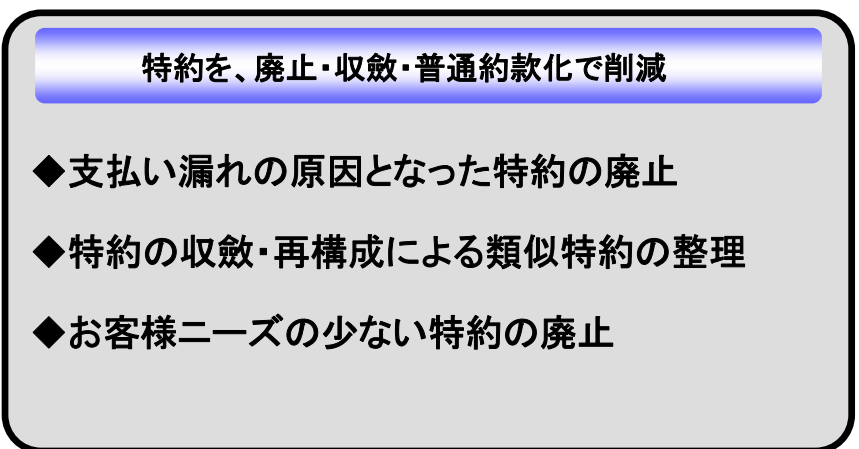 特約を、廃止・収斂・普通約款化で削減
◆支払い漏れの原因となった特約の廃止
◆特約の収斂・再構成による類似特約の整理
◆お客様ニーズの少ない特約の廃止